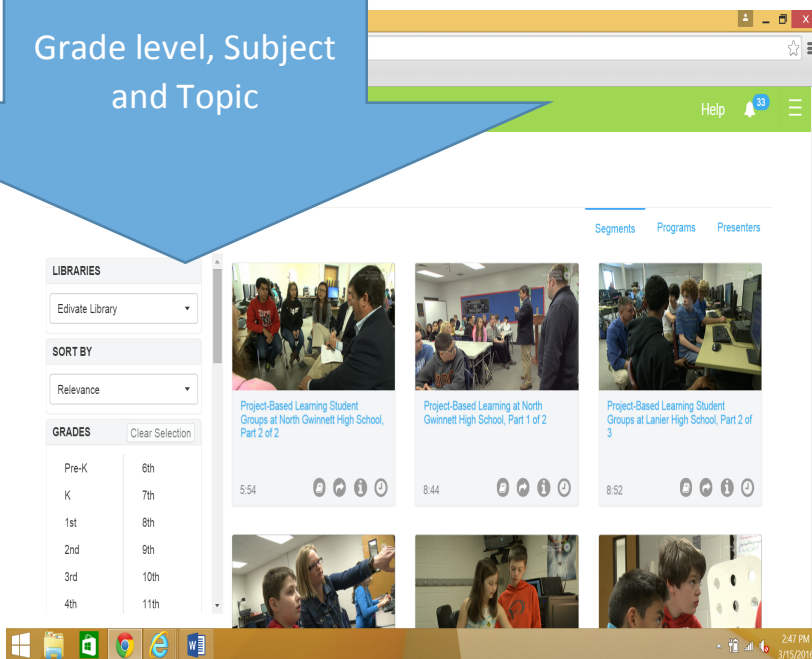 Grade level, Subject
and Topic
Help
33
Segments Programs Presenters
LIBRARIES
Edivate Library
SORT BY
Relevance
GRADES Clear Selection
Pre-K 6th
K 7th
1st 8th
2nd 9th
3rd 10th
4th 11th
Project-Based Learning Student
Groups at North Gwinnett High School,
Part 2 of 2
5:54
Project-Based Learning at North
Gwinnett High School, Part 1 of 2
8:44
Project-Based Learning Student
Groups at Lanier High School, Part 2 of
3
8:52
2:47 PM